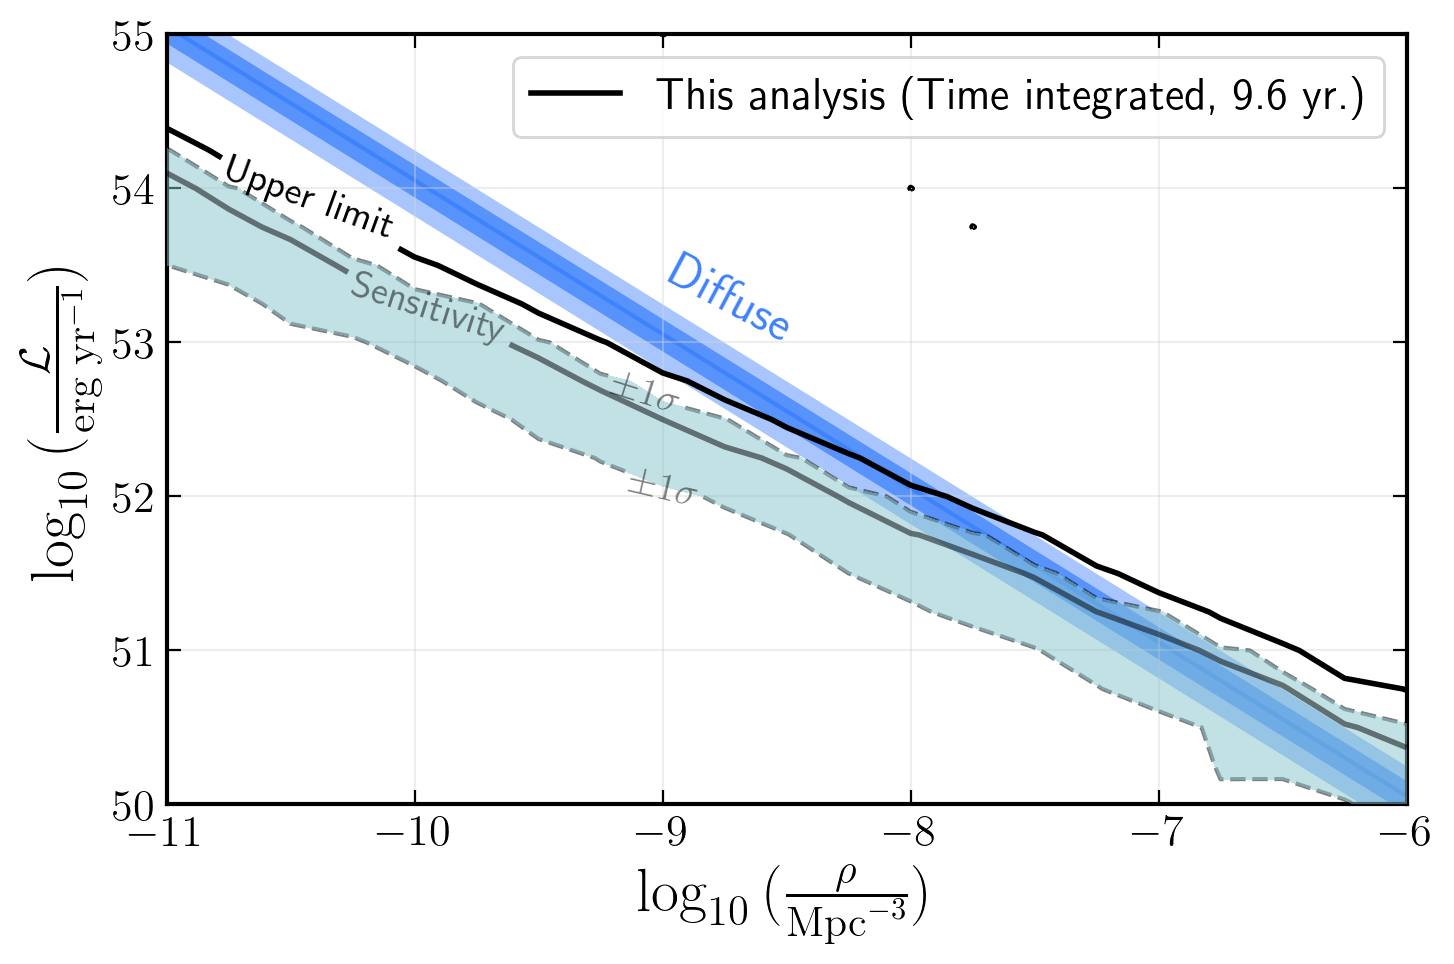 This analysis (Time integrated, 9.6 yr.)
Upper limit
Sensitivity
Diffuse
±1σ
±1σ
55
54
53
52
51
50
−11 −10 −9 −8 −7 −6
log₁₀ (ℒ / erg yr⁻¹)
log₁₀ (ρ / Mpc⁻³)